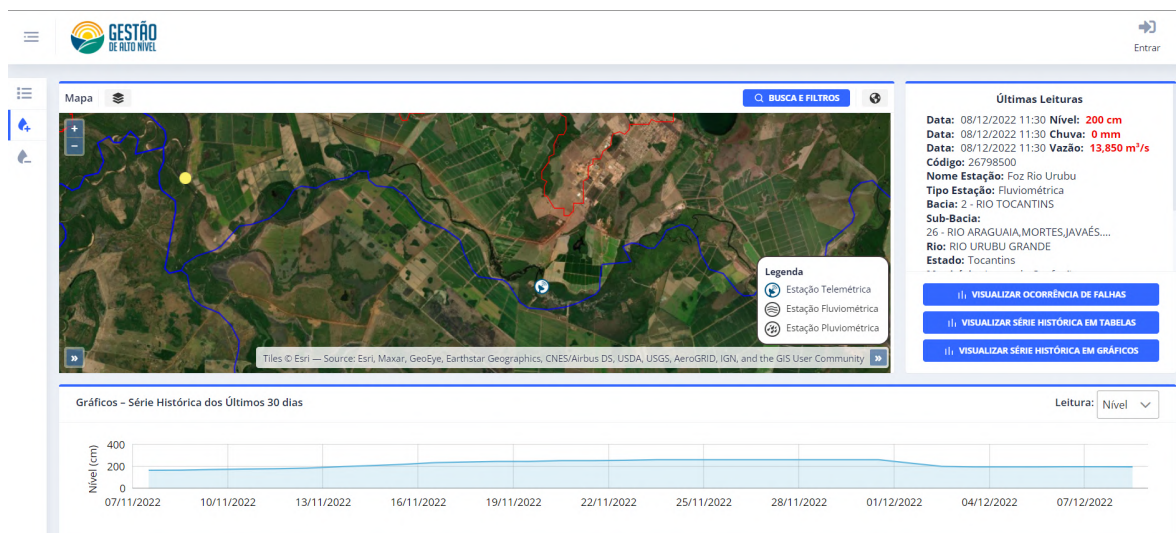 GESTÃO
DE ALTO NÍVEL
Entrar
Mapa
BUSCA E FILTROS
+
−
Legenda
Estação Telemétrica
Estação Fluviométrica
Estação Pluviométrica
»
Tiles © Esri — Source: Esri, Maxar, GeoEye, Earthstar Geographics, CNES/Airbus DS, USDA, USGS, AeroGRID, IGN, and the GIS User Community
»
Últimas Leituras
Data: 08/12/2022 11:30 Nível: 200 cm
Data: 08/12/2022 11:30 Chuva: 0 mm
Data: 08/12/2022 11:30 Vazão: 13,850 m³/s
Código: 26798500
Nome Estação: Foz Rio Urubu
Tipo Estação: Fluviométrica
Bacia: 2 - RIO TOCANTINS
Sub-Bacia:
26 - RIO ARAGUAIA,MORTES,JAVAÉS....
Rio: RIO URUBU GRANDE
Estado: Tocantins
VISUALIZAR OCORRÊNCIA DE FALHAS
VISUALIZAR SÉRIE HISTÓRICA EM TABELAS
VISUALIZAR SÉRIE HISTÓRICA EM GRÁFICOS
Gráficos – Série Histórica dos Últimos 30 dias
Leitura: Nível
Nível (cm)
400
200
0
07/11/2022 10/11/2022 13/11/2022 16/11/2022 19/11/2022 22/11/2022 25/11/2022 28/11/2022 01/12/2022 04/12/2022 07/12/2022